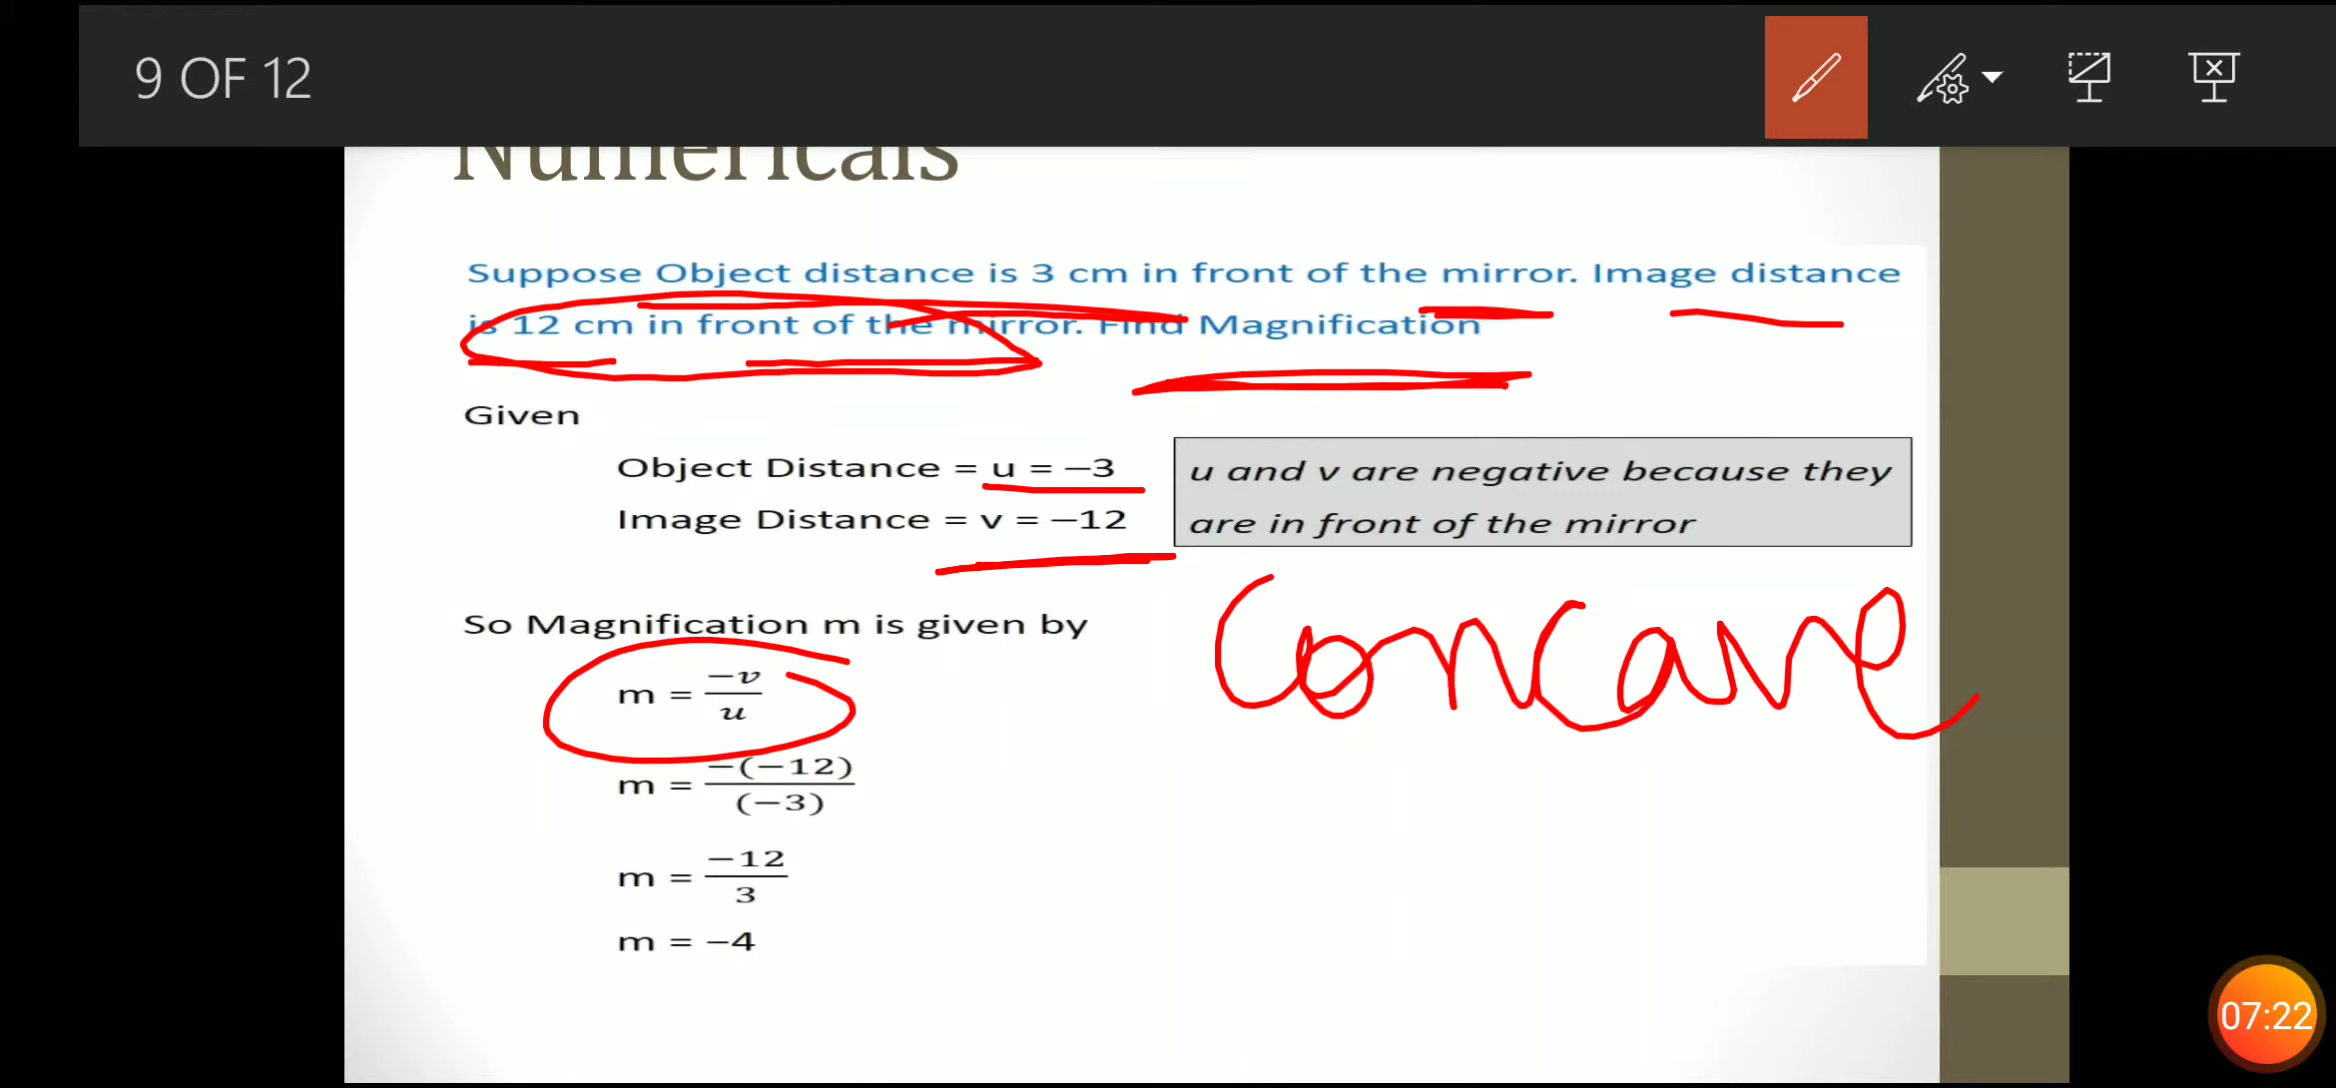 9 OF 12
Numericals
Suppose Object distance is 3 cm in front of the mirror. Image distance
is 12 cm in front of the mirror. Find Magnification
Given
Object Distance = u = −3
Image Distance = v = −12
u and v are negative because they
are in front of the mirror
Concave
So Magnification m is given by
m = −v/u
m = −(−12)/(−3)
m = −12/3
m = −4
07:22